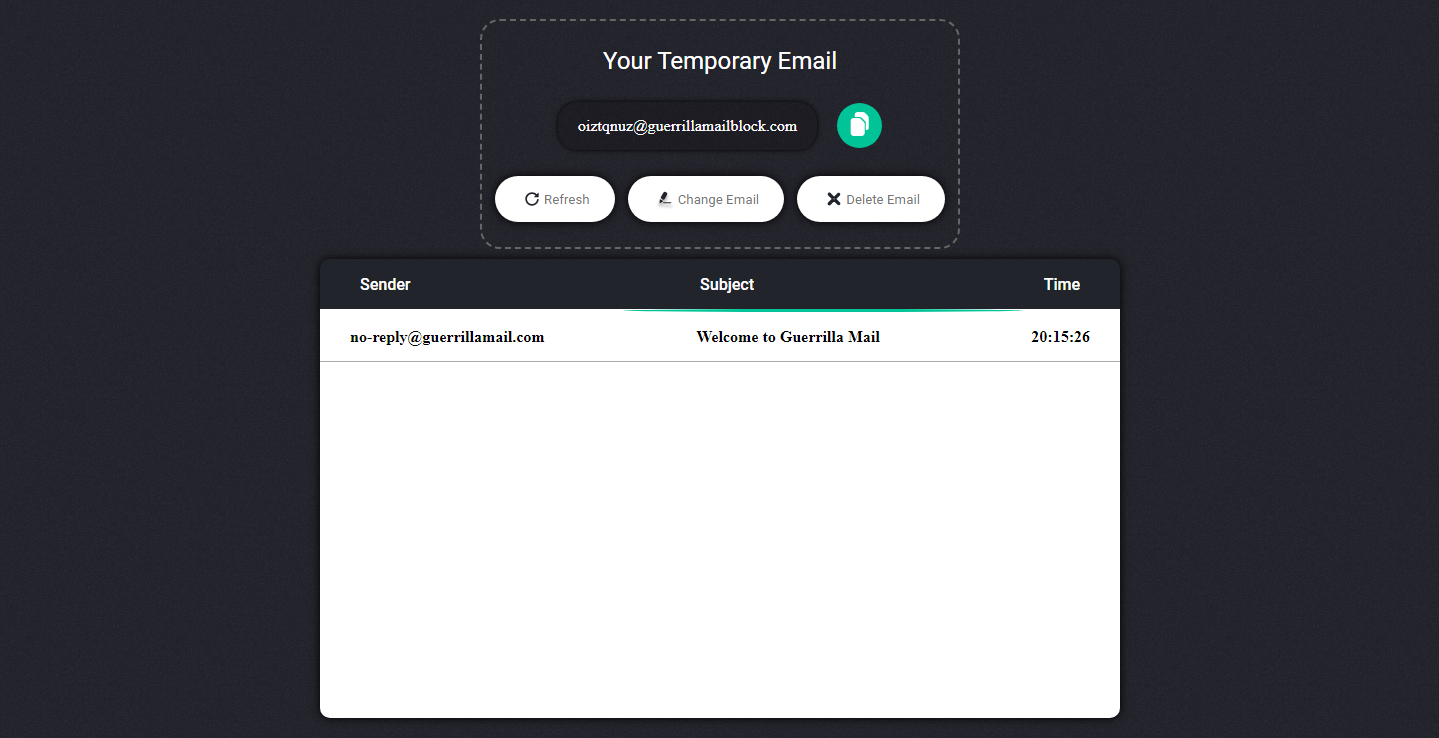 Your Temporary Email
oiztqnuz@guerrillamailblock.com
Refresh Change Email Delete Email
Sender Subject Time
no-reply@guerrillamail.com Welcome to Guerrilla Mail 20:15:26